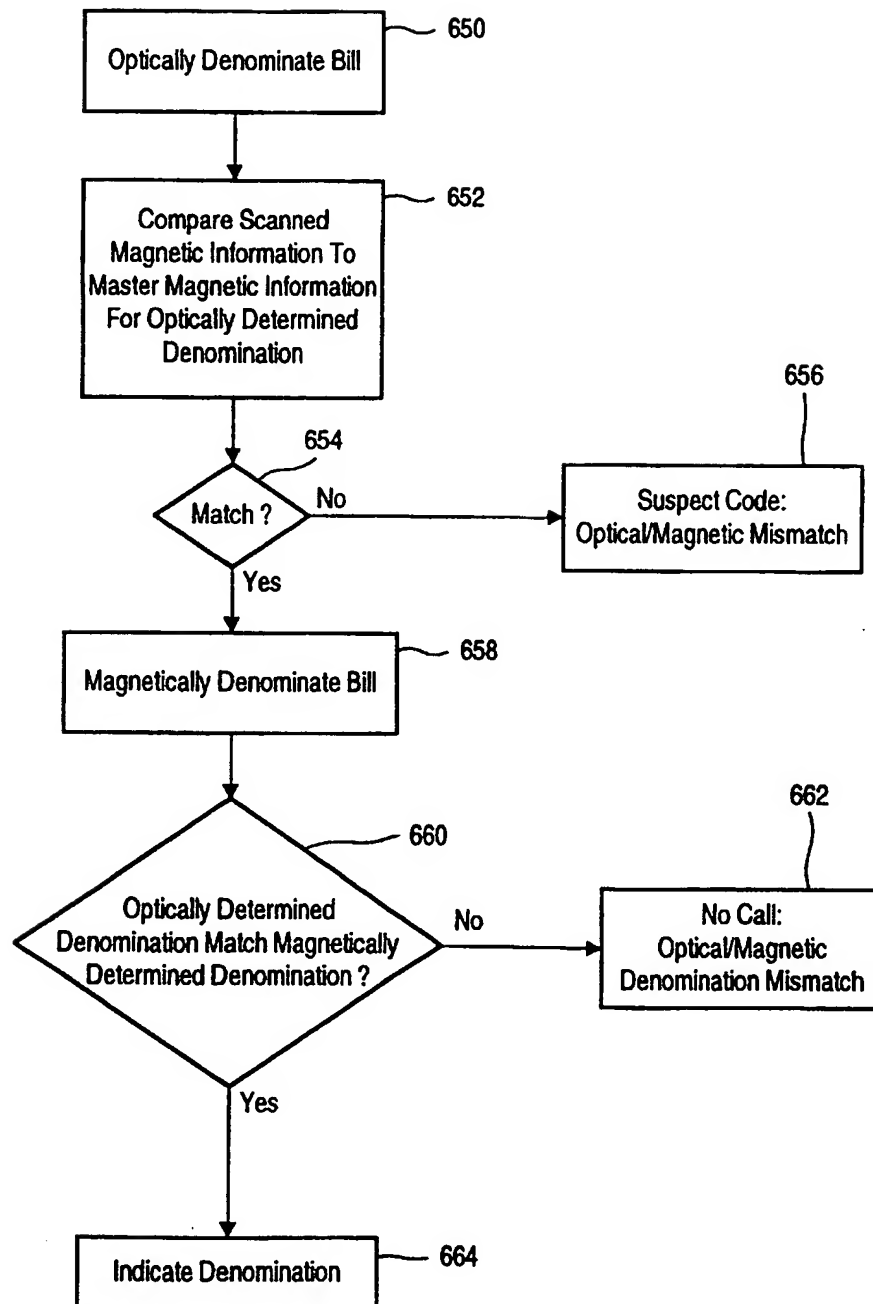 650
Optically Denominate Bill
652
Compare Scanned
Magnetic Information To
Master Magnetic Information
For Optically Determined
Denomination
656
654
Match ?
No
Suspect Code:
Optical/Magnetic Mismatch
Yes
658
Magnetically Denominate Bill
662
660
Optically Determined
Denomination Match Magnetically
Determined Denomination ?
No
No Call:
Optical/Magnetic
Denomination Mismatch
Yes
664
Indicate Denomination